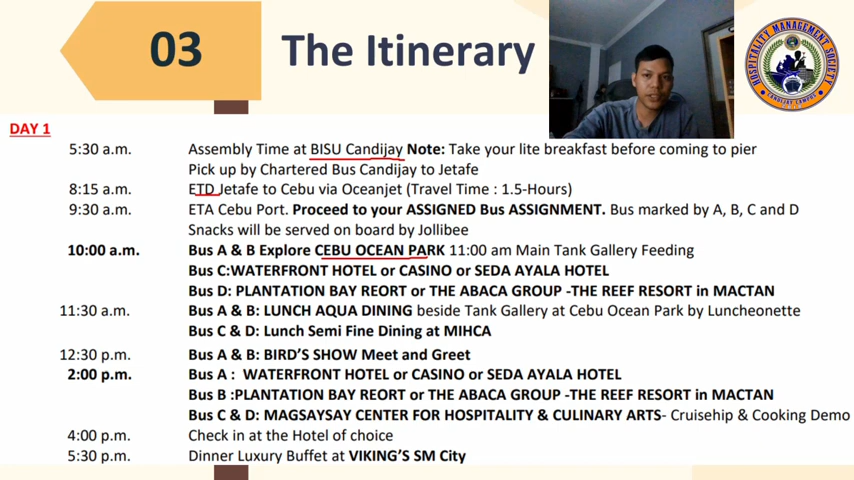 03
The Itinerary
HOSPITALITY MANAGEMENT SOCIETY
CANDIJAY CAMPUS
DAY 1
5:30 a.m. Assembly Time at BISU Candijay Note: Take your lite breakfast before coming to pier
Pick up by Chartered Bus Candijay to Jetafe
8:15 a.m. ETD Jetafe to Cebu via Oceanjet (Travel Time : 1.5-Hours)
9:30 a.m. ETA Cebu Port. Proceed to your ASSIGNED Bus ASSIGNMENT. Bus marked by A, B, C and D
Snacks will be served on board by Jollibee
10:00 a.m. Bus A & B Explore CEBU OCEAN PARK 11:00 am Main Tank Gallery Feeding
Bus C:WATERFRONT HOTEL or CASINO or SEDA AYALA HOTEL
Bus D: PLANTATION BAY REORT or THE ABACA GROUP -THE REEF RESORT in MACTAN
11:30 a.m. Bus A & B: LUNCH AQUA DINING beside Tank Gallery at Cebu Ocean Park by Luncheonette
Bus C & D: Lunch Semi Fine Dining at MIHCA
12:30 p.m. Bus A & B: BIRD'S SHOW Meet and Greet
2:00 p.m. Bus A : WATERFRONT HOTEL or CASINO or SEDA AYALA HOTEL
Bus B :PLANTATION BAY REORT or THE ABACA GROUP -THE REEF RESORT in MACTAN
Bus C & D: MAGSAYSAY CENTER FOR HOSPITALITY & CULINARY ARTS- Cruisehip & Cooking Demo
4:00 p.m. Check in at the Hotel of choice
5:30 p.m. Dinner Luxury Buffet at VIKING'S SM City